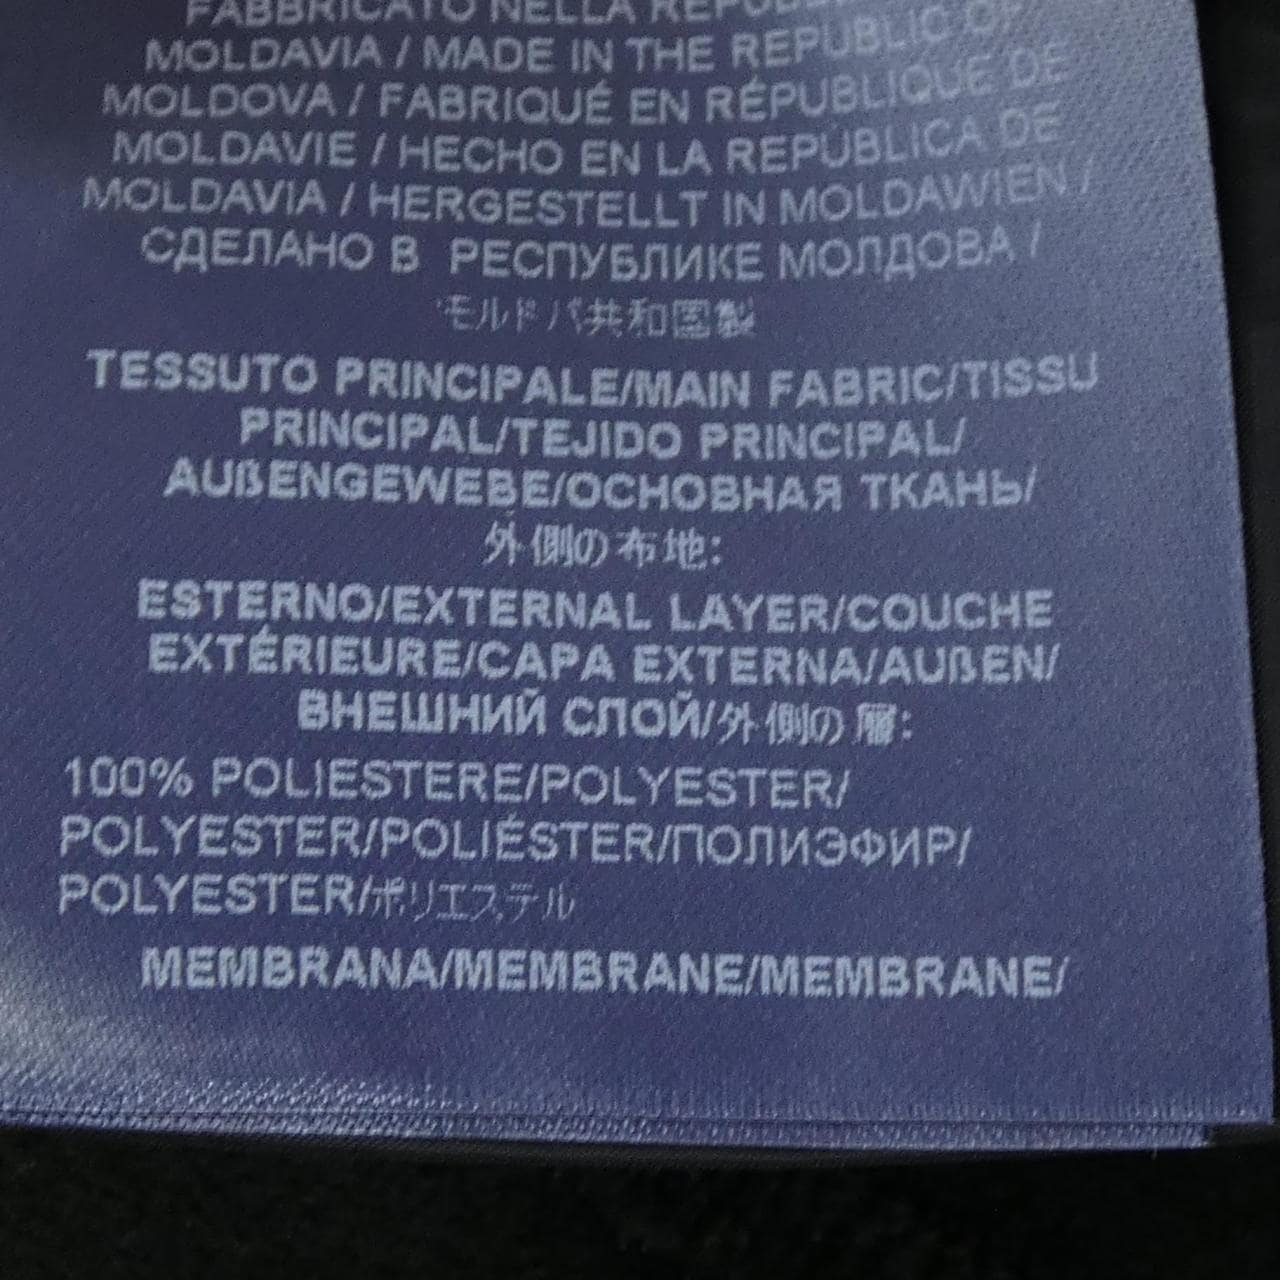 FABBRICATO NELLA
MOLDAVIA / MADE IN THE REPUBLIC OF
MOLDOVA / FABRIQUÉ EN RÉPUBLIQUE DE
MOLDAVIE / HECHO EN LA REPÚBLICA DE
MOLDAVIA / HERGESTELLT IN MOLDAWIEN /
СДЕЛАНО В РЕСПУБЛИКЕ МОЛДОВА /
モルドバ共和国製
TESSUTO PRINCIPALE/MAIN FABRIC/TISSU
PRINCIPAL/TEJIDO PRINCIPAL/
AUßENGEWEBE/ОСНОВНАЯ ТКАНЬ/
外側の布地:
ESTERNO/EXTERNAL LAYER/COUCHE
EXTÉRIEURE/CAPA EXTERNA/AUßEN/
ВНЕШНИЙ СЛОЙ/外側の層:
100% POLIESTERE/POLYESTER/
POLYESTER/POLIÉSTER/ПОЛИЭФИР/
POLYESTER/ポリエステル
MEMBRANA/MEMBRANE/MEMBRANE/